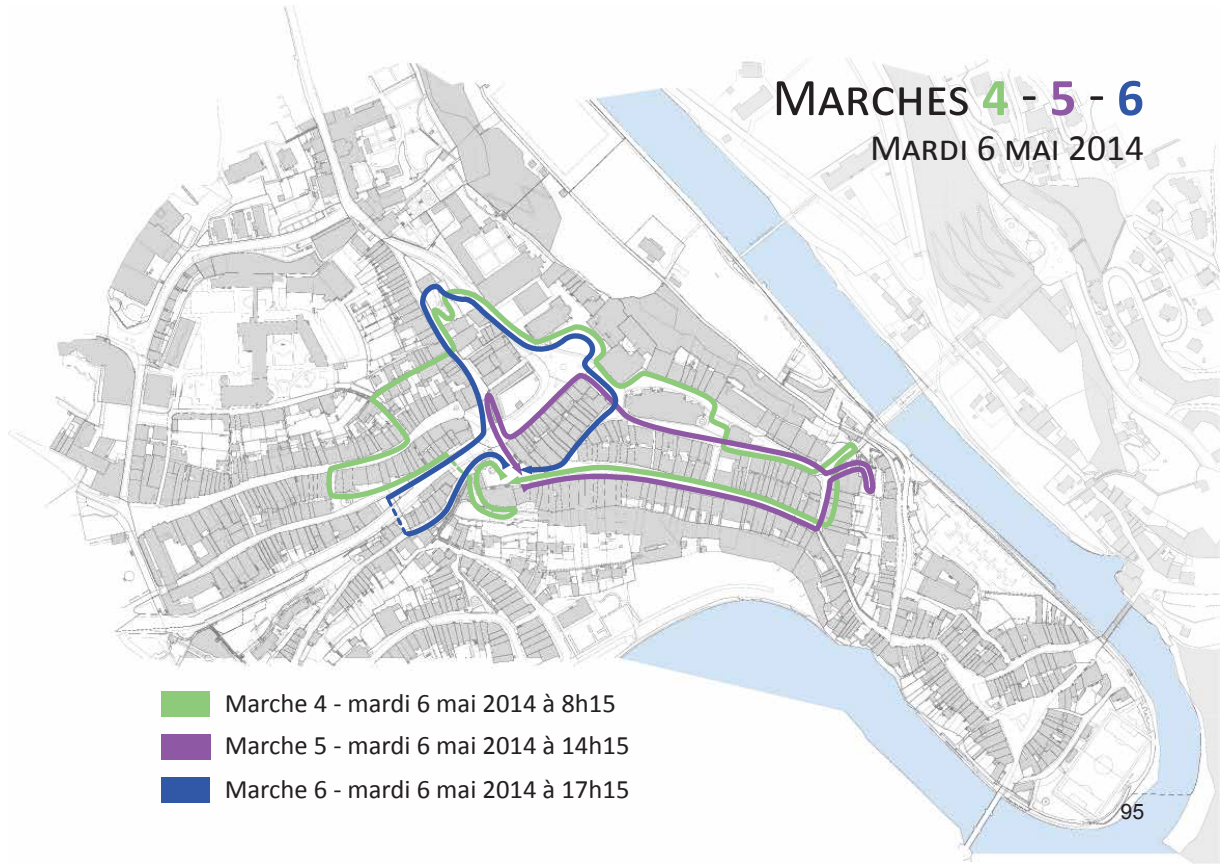 Marches 4 - 5 - 6
Mardi 6 mai 2014
Marche 4 - mardi 6 mai 2014 à 8h15
Marche 5 - mardi 6 mai 2014 à 14h15
Marche 6 - mardi 6 mai 2014 à 17h15
95